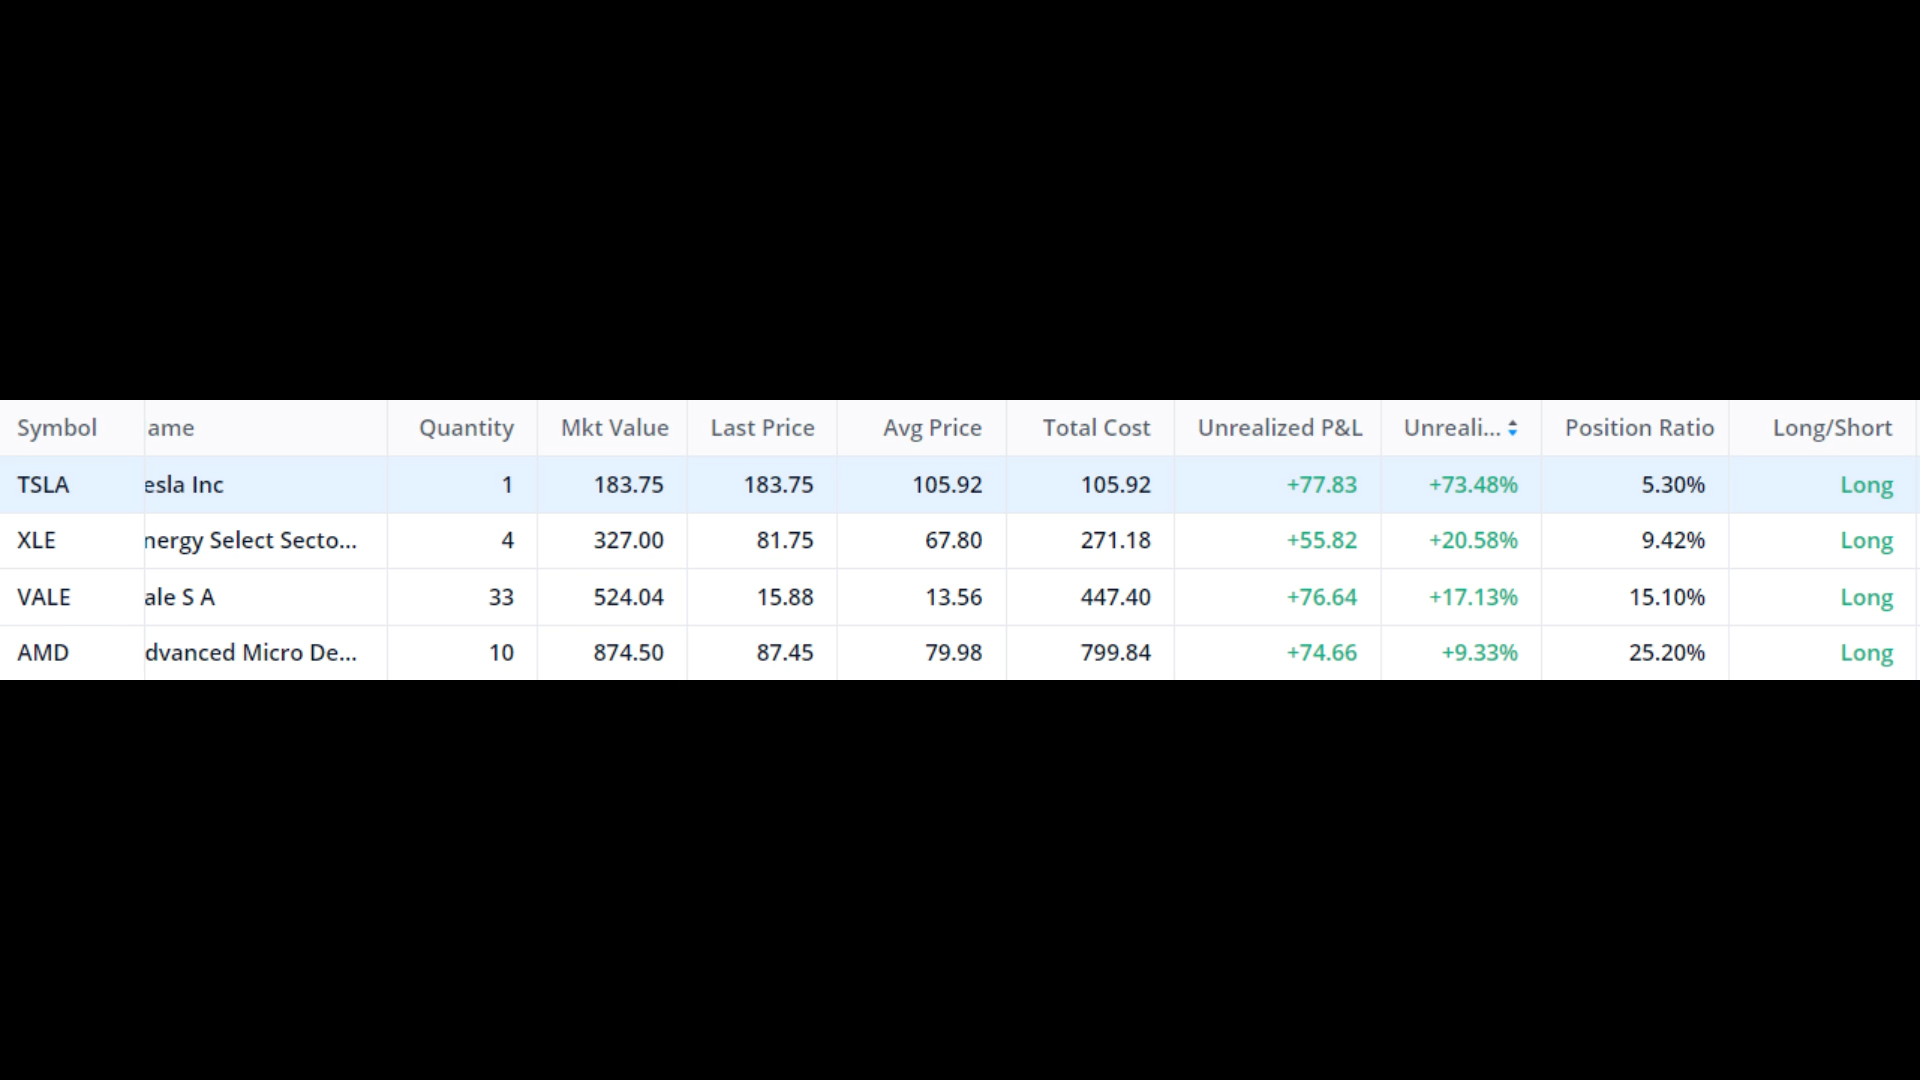 Symbol ame Quantity Mkt Value Last Price Avg Price Total Cost Unrealized P&L Unreali... Position Ratio Long/Short
TSLA esla Inc 1 183.75 183.75 105.92 105.92 +77.83 +73.48% 5.30% Long
XLE nergy Select Secto... 4 327.00 81.75 67.80 271.18 +55.82 +20.58% 9.42% Long
VALE ale S A 33 524.04 15.88 13.56 447.40 +76.64 +17.13% 15.10% Long
AMD dvanced Micro De... 10 874.50 87.45 79.98 799.84 +74.66 +9.33% 25.20% Long